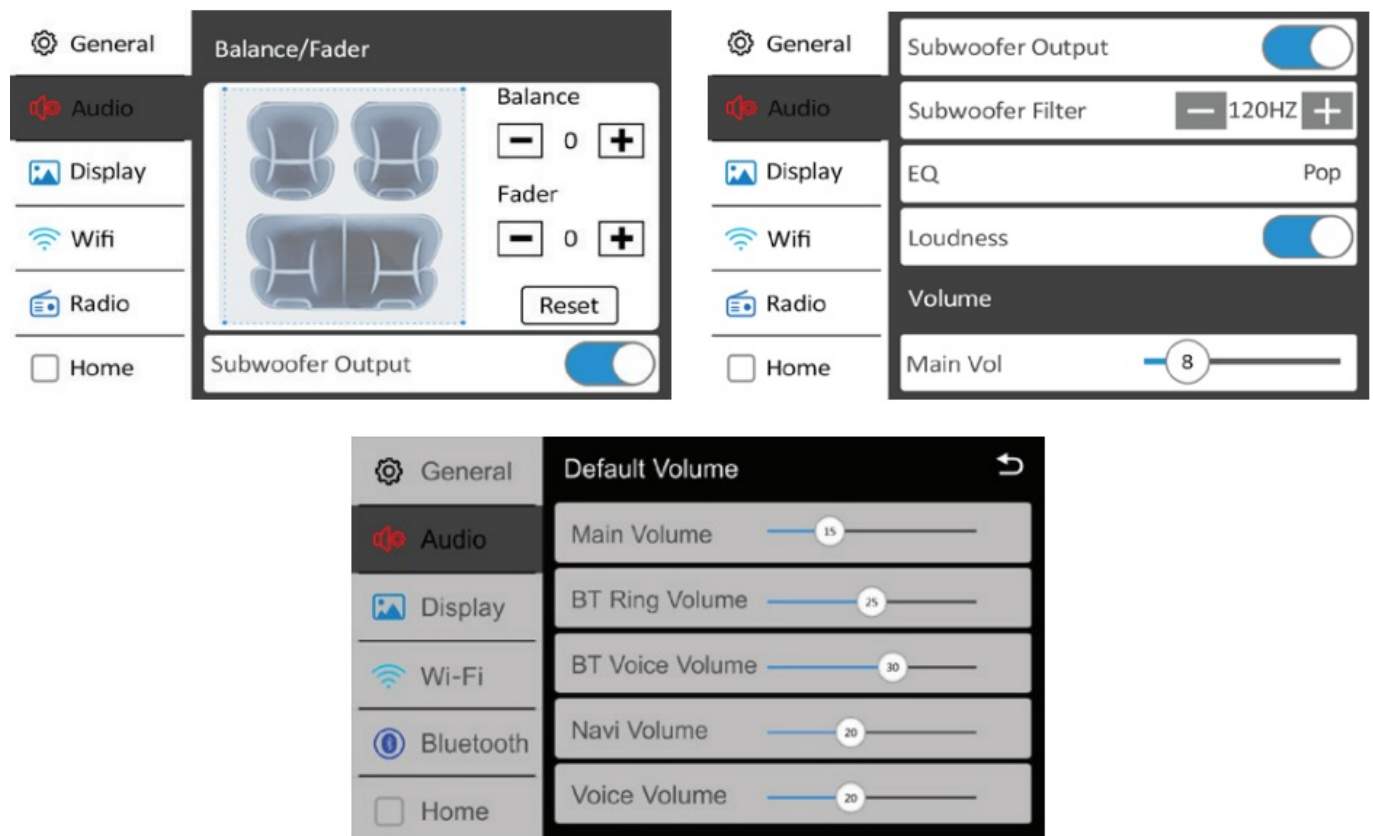 General
Audio
Display
Wifi
Radio
Home
Balance/Fader
Balance
0
Fader
0
Reset
Subwoofer Output
General
Audio
Display
Wifi
Radio
Home
Subwoofer Output
Subwoofer Filter 120HZ
EQ Pop
Loudness
Volume
Main Vol 8
General
Audio
Display
Wi-Fi
Bluetooth
Home
Default Volume
Main Volume 15
BT Ring Volume 25
BT Voice Volume 30
Navi Volume 20
Voice Volume 20